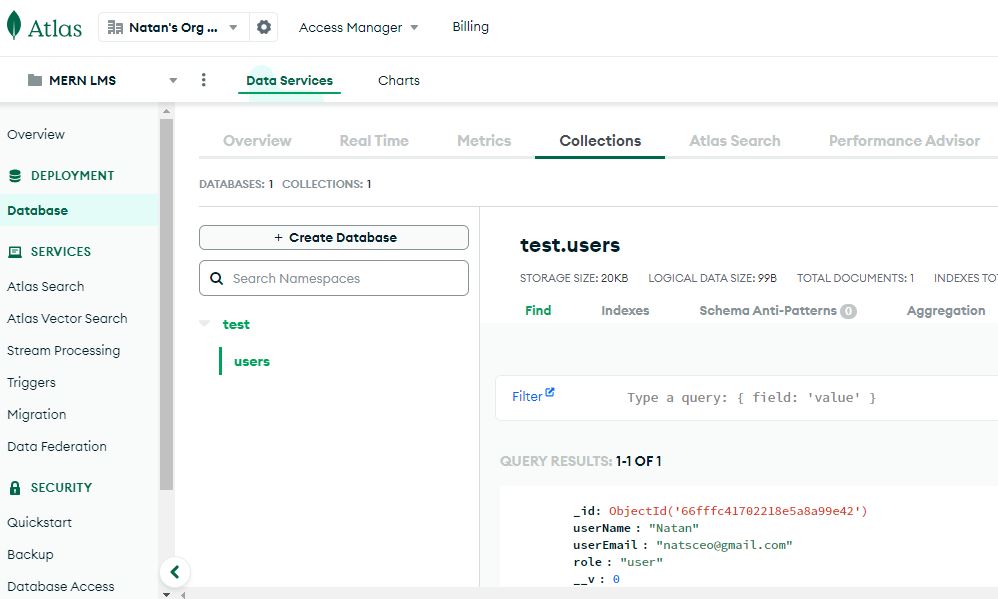 Atlas Natan's Org ... Access Manager Billing
MERN LMS Data Services Charts
Overview
DEPLOYMENT
Database
SERVICES
Atlas Search
Atlas Vector Search
Stream Processing
Triggers
Migration
Data Federation
SECURITY
Quickstart
Backup
Database Access
Overview Real Time Metrics Collections Atlas Search Performance Advisor
DATABASES: 1 COLLECTIONS: 1
+ Create Database
Search Namespaces
test
users
test.users
STORAGE SIZE: 20KB LOGICAL DATA SIZE: 99B TOTAL DOCUMENTS: 1 INDEXES TO
Find Indexes Schema Anti-Patterns 0 Aggregation
Filter Type a query: { field: 'value' }
QUERY RESULTS: 1-1 OF 1
_id: ObjectId('66fffc41702218e5a8a99e42')
userName : "Natan"
userEmail : "natsceo@gmail.com"
role : "user"
__v : 0